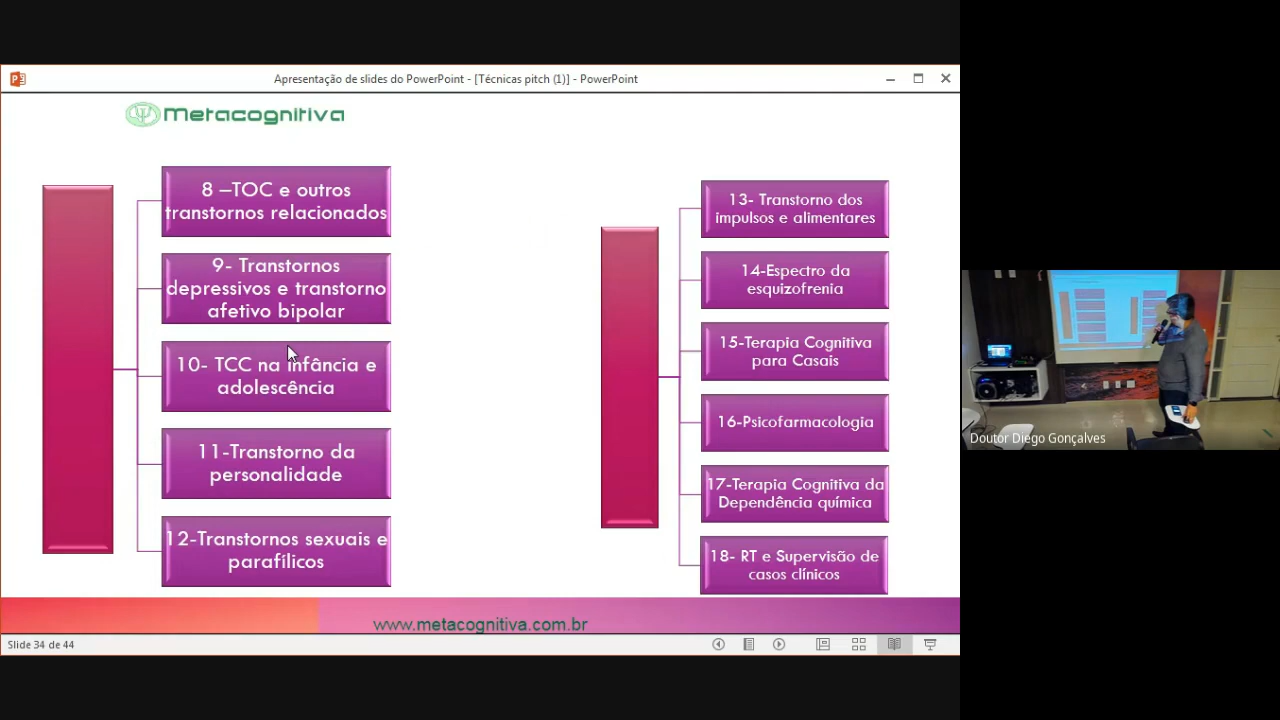 Apresentação de slides do PowerPoint - [Técnicas pitch (1)] - PowerPoint
Metacognitiva
8 –TOC e outros
transtornos relacionados
9- Transtornos
depressivos e transtorno
afetivo bipolar
10- TCC na infância e
adolescência
11-Transtorno da
personalidade
12-Transtornos sexuais e
parafílicos
13- Transtorno dos
impulsos e alimentares
14-Espectro da
esquizofrenia
15-Terapia Cognitiva
para Casais
16-Psicofarmacologia
17-Terapia Cognitiva da
Dependência química
18- RT e Supervisão de
casos clínicos
www.metacognitiva.com.br
Slide 34 de 44
Doutor Diego Gonçalves